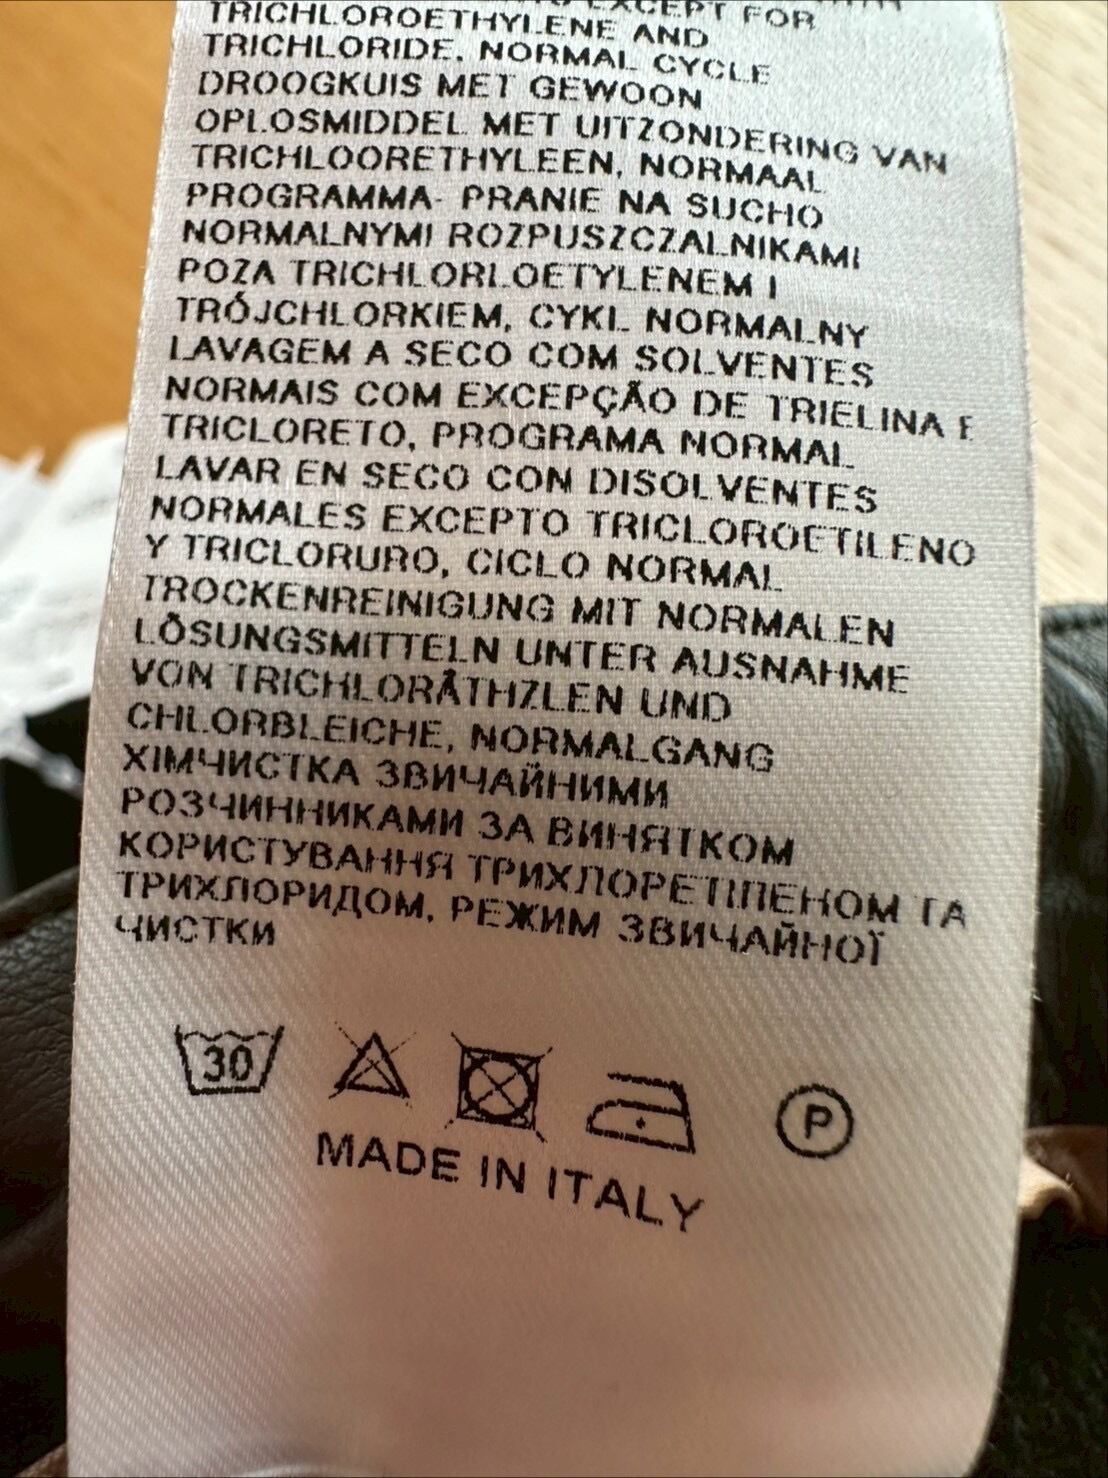 EXCEPT FOR
TRICHLOROETHYLENE AND
TRICHLORIDE, NORMAL CYCLE
DROOGKUIS MET GEWOON
OPLOSMIDDEL MET UITZONDERING VAN
TRICHLOORETHYLEEN, NORMAAL
PROGRAMMA- PRANIE NA SUCHO
NORMALNYMI ROZPUSZCZALNIKAMI
POZA TRICHLORLOETYLENEM I
TRÓJCHLORKIEM, CYKL NORMALNY
LAVAGEM A SECO COM SOLVENTES
NORMAIS COM EXCEPÇÃO DE TRIELINA E
TRICLORETO, PROGRAMA NORMAL
LAVAR EN SECO CON DISOLVENTES
NORMALES EXCEPTO TRICLOROETILENO
Y TRICLORURO, CICLO NORMAL
TROCKENREINIGUNG MIT NORMALEN
LÖSUNGSMITTELN UNTER AUSNAHME
VON TRICHLORÄTHZLEN UND
CHLORBLEICHE, NORMALGANG
ХІМЧИСТКА ЗВИЧАЙНИМИ
РОЗЧИННИКАМИ ЗА ВИНЯТКОМ
КОРИСТУВАННЯ ТРИХЛОРЕТІЛЕНОМ ТА
ТРИХЛОРИДОМ, РЕЖИМ ЗВИЧАЙНОЇ
ЧИСТКИ
30 P
MADE IN ITALY